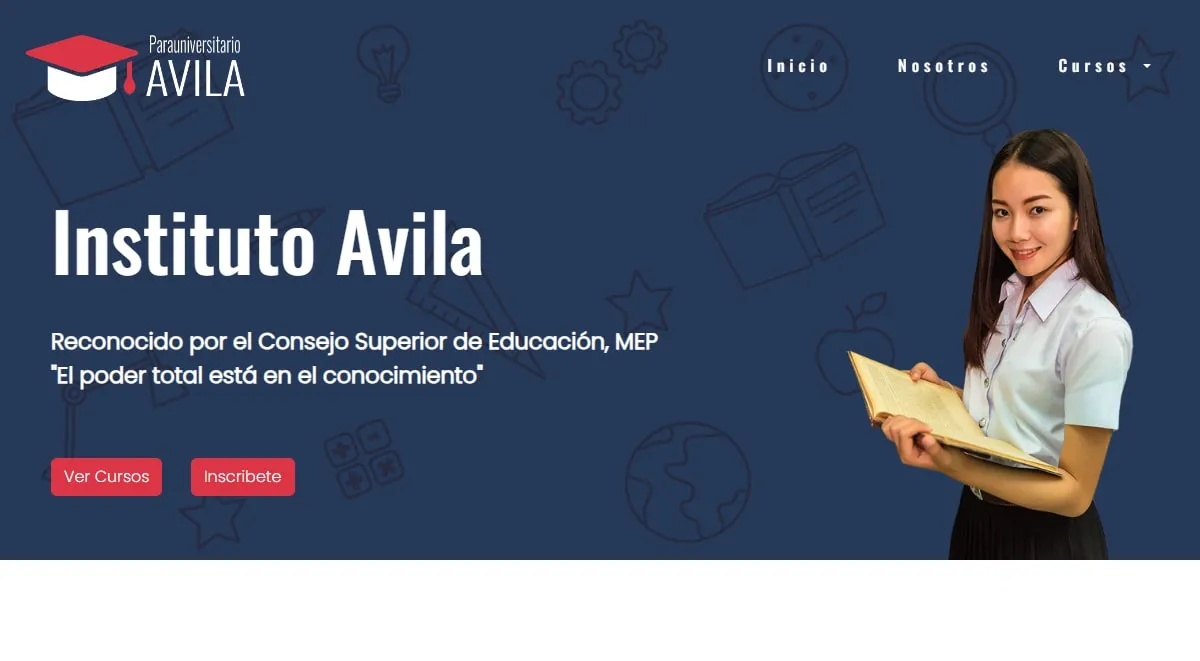 Parauniversitario
AVILA
Inicio
Nosotros
Cursos
Instituto Avila
Reconocido por el Consejo Superior de Educación, MEP
"El poder total está en el conocimiento"
Ver Cursos
Inscribete